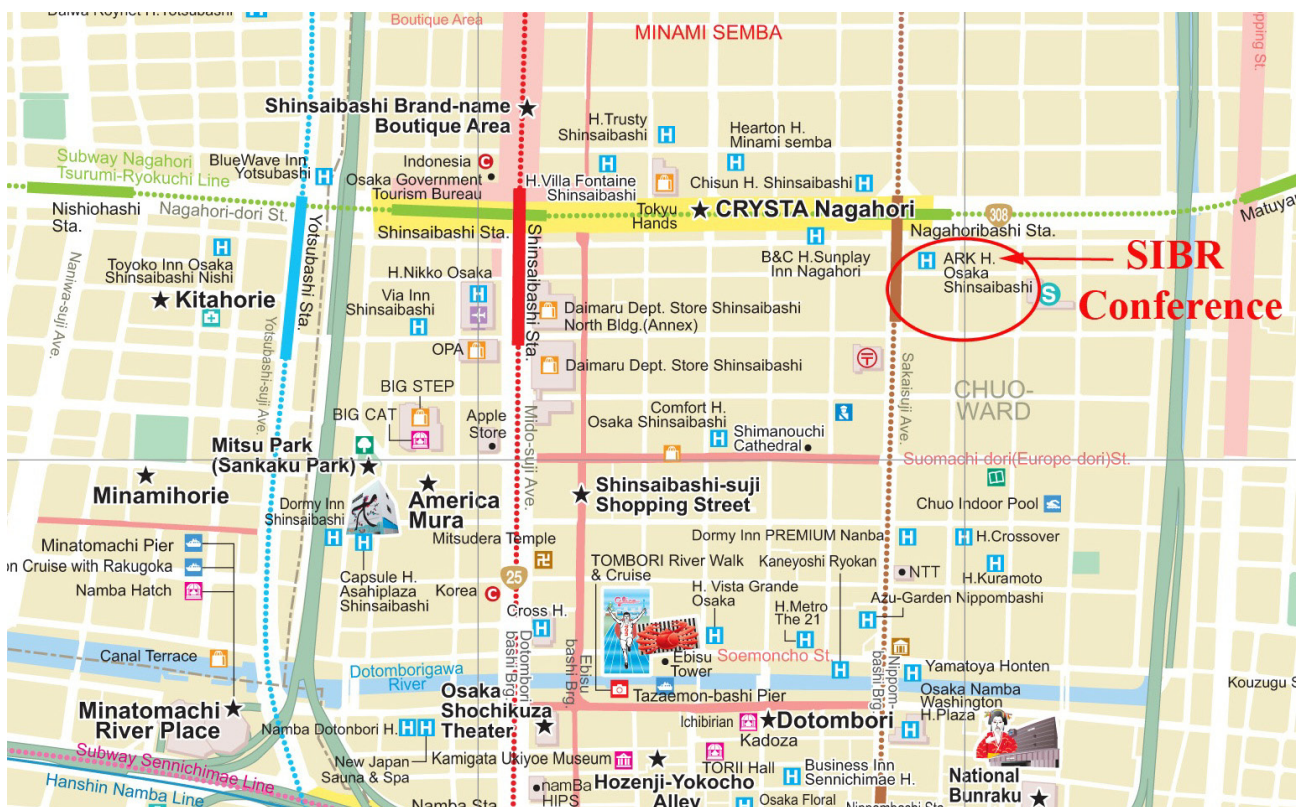 Daiwa Roynet H.Yotsubashi
Boutique Area
MINAMI SEMBA
Shinsaibashi Brand-name
Boutique Area
H.Trusty
Shinsaibashi
Hearton H.
Minami semba
Subway Nagahori
Tsurumi-Ryokuchi Line
BlueWave Inn
Yotsubashi
Indonesia
Osaka Government
Tourism Bureau
H.Villa Fontaine
Shinsaibashi
Chisun H. Shinsaibashi
Nishiohashi
Sta.
Nagahori-dori St.
Shinsaibashi Sta.
Tokyu
Hands
CRYSTA Nagahori
308
Nagahoribashi Sta.
Matuya
Toyoko Inn Osaka
Shinsaibashi Nishi
Kitahorie
Naniwa-suji Ave.
Yotsubashi Sta.
Yotsubashi-suji Ave.
H.Nikko Osaka
Via Inn
Shinsaibashi
Shinsaibashi Sta.
B&C H.Sunplay
Inn Nagahori
ARK H.
Osaka
Shinsaibashi
SIBR
Conference
Daimaru Dept. Store Shinsaibashi
North Bldg.(Annex)
OPA
Daimaru Dept. Store Shinsaibashi
Sakaisuji Ave.
BIG STEP
BIG CAT
Apple
Store
Mido-suji Ave.
Comfort H.
Osaka Shinsaibashi
Shimanouchi
Cathedral
CHUO-
WARD
Mitsu Park
(Sankaku Park)
Suomachi dori(Europe-dori)St.
Minamihorie
America
Mura
Shinsaibashi-suji
Shopping Street
Chuo Indoor Pool
Dormy Inn
Shinsaibashi
Mitsudera Temple
Dormy Inn PREMIUM Nanba
H.Crossover
Minatomachi Pier
on Cruise with Rakugoka
Namba Hatch
Capsule H.
Asahiplaza
Shinsaibashi
Korea
25
TOMBORI River Walk
& Cruise
Kaneyoshi Ryokan
NTT
H.Kuramoto
H. Vista Grande
Osaka
H.Metro
The 21
Azu-Garden Nippombashi
Cross H.
Canal Terrace
Dotomborigawa
River
Dotombori
bashi Brg.
Ebisu
bashi Brg.
Ebisu
Tower
Soemoncho St.
Nippom-
bashi Brg.
Yamatoya Honten
Tazaemon-bashi Pier
Osaka Namba
Washington
H.Plaza
Kouzugu S
Minatomachi
River Place
Namba Dotonbori H.
Osaka
Shochikuza
Theater
Ichibirian
Kadoza
Dotombori
Subway Sennichimae Line
Hanshin Namba Line
New Japan
Sauna & Spa
Kamigata Ukiyoe Museum
TORII Hall
Hozenji-Yokocho
Alley
Business Inn
Sennichimae H.
National
Bunraku
Namba Sta.
namBa
HIPS
Osaka Floral
Nippombashi Sta.